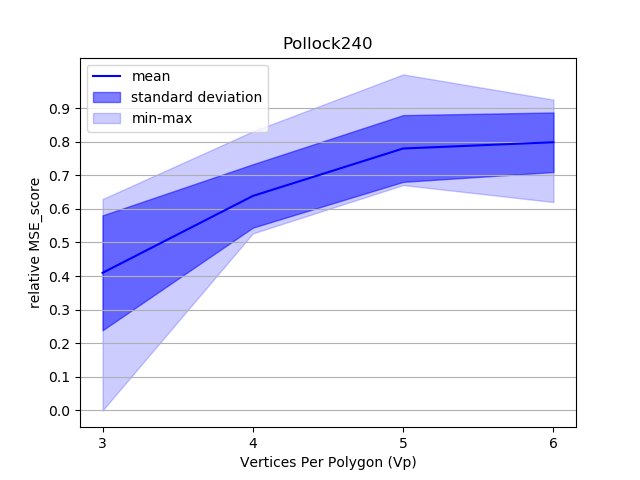 Pollock240
mean
standard deviation
min-max
0.9
0.8
0.7
0.6
0.5
0.4
0.3
0.2
0.1
0.0
relative MSE_score
3 4 5 6
Vertices Per Polygon (Vp)